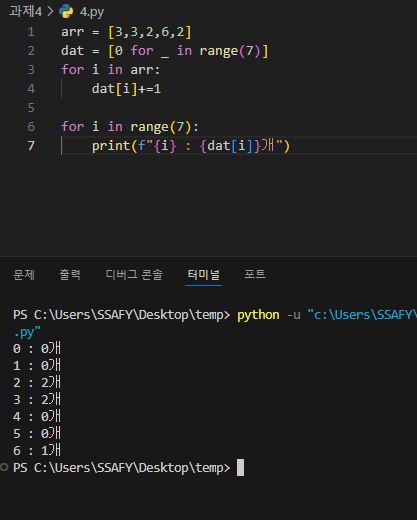 과제4 > 4.py
1 arr = [3,3,2,6,2]
2 dat = [0 for _ in range(7)]
3 for i in arr:
4     dat[i]+=1
5
6 for i in range(7):
7     print(f"{i} : {dat[i]}개")
문제 출력 디버그 콘솔 터미널 포트
PS C:\Users\SSAFY\Desktop\temp> python -u "c:\Users\SSAFY\
.py"
0 : 0개
1 : 0개
2 : 2개
3 : 2개
4 : 0개
5 : 0개
6 : 1개
PS C:\Users\SSAFY\Desktop\temp>